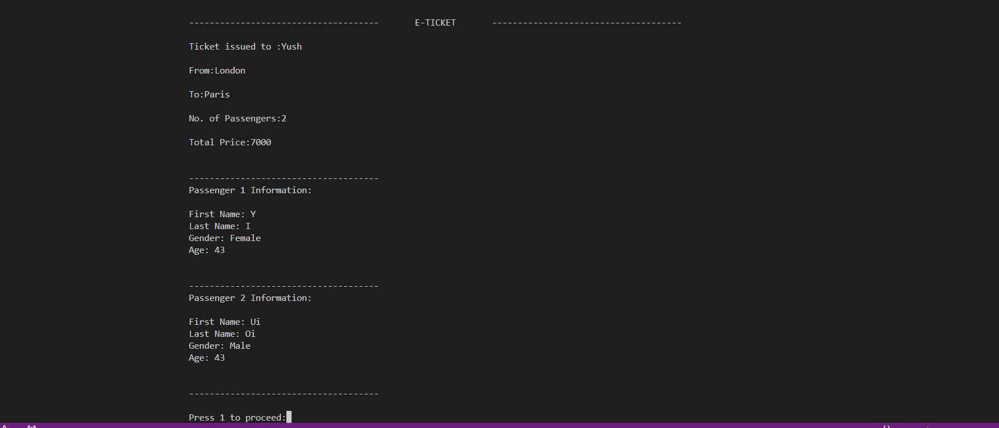 ------------------------------------- E-TICKET -------------------------------------
Ticket issued to :Yush
From:London
To:Paris
No. of Passengers:2
Total Price:7000
-------------------------------------
Passenger 1 Information:
First Name: Y
Last Name: I
Gender: Female
Age: 43
-------------------------------------
Passenger 2 Information:
First Name: Ui
Last Name: Oi
Gender: Male
Age: 43
-------------------------------------
Press 1 to proceed: